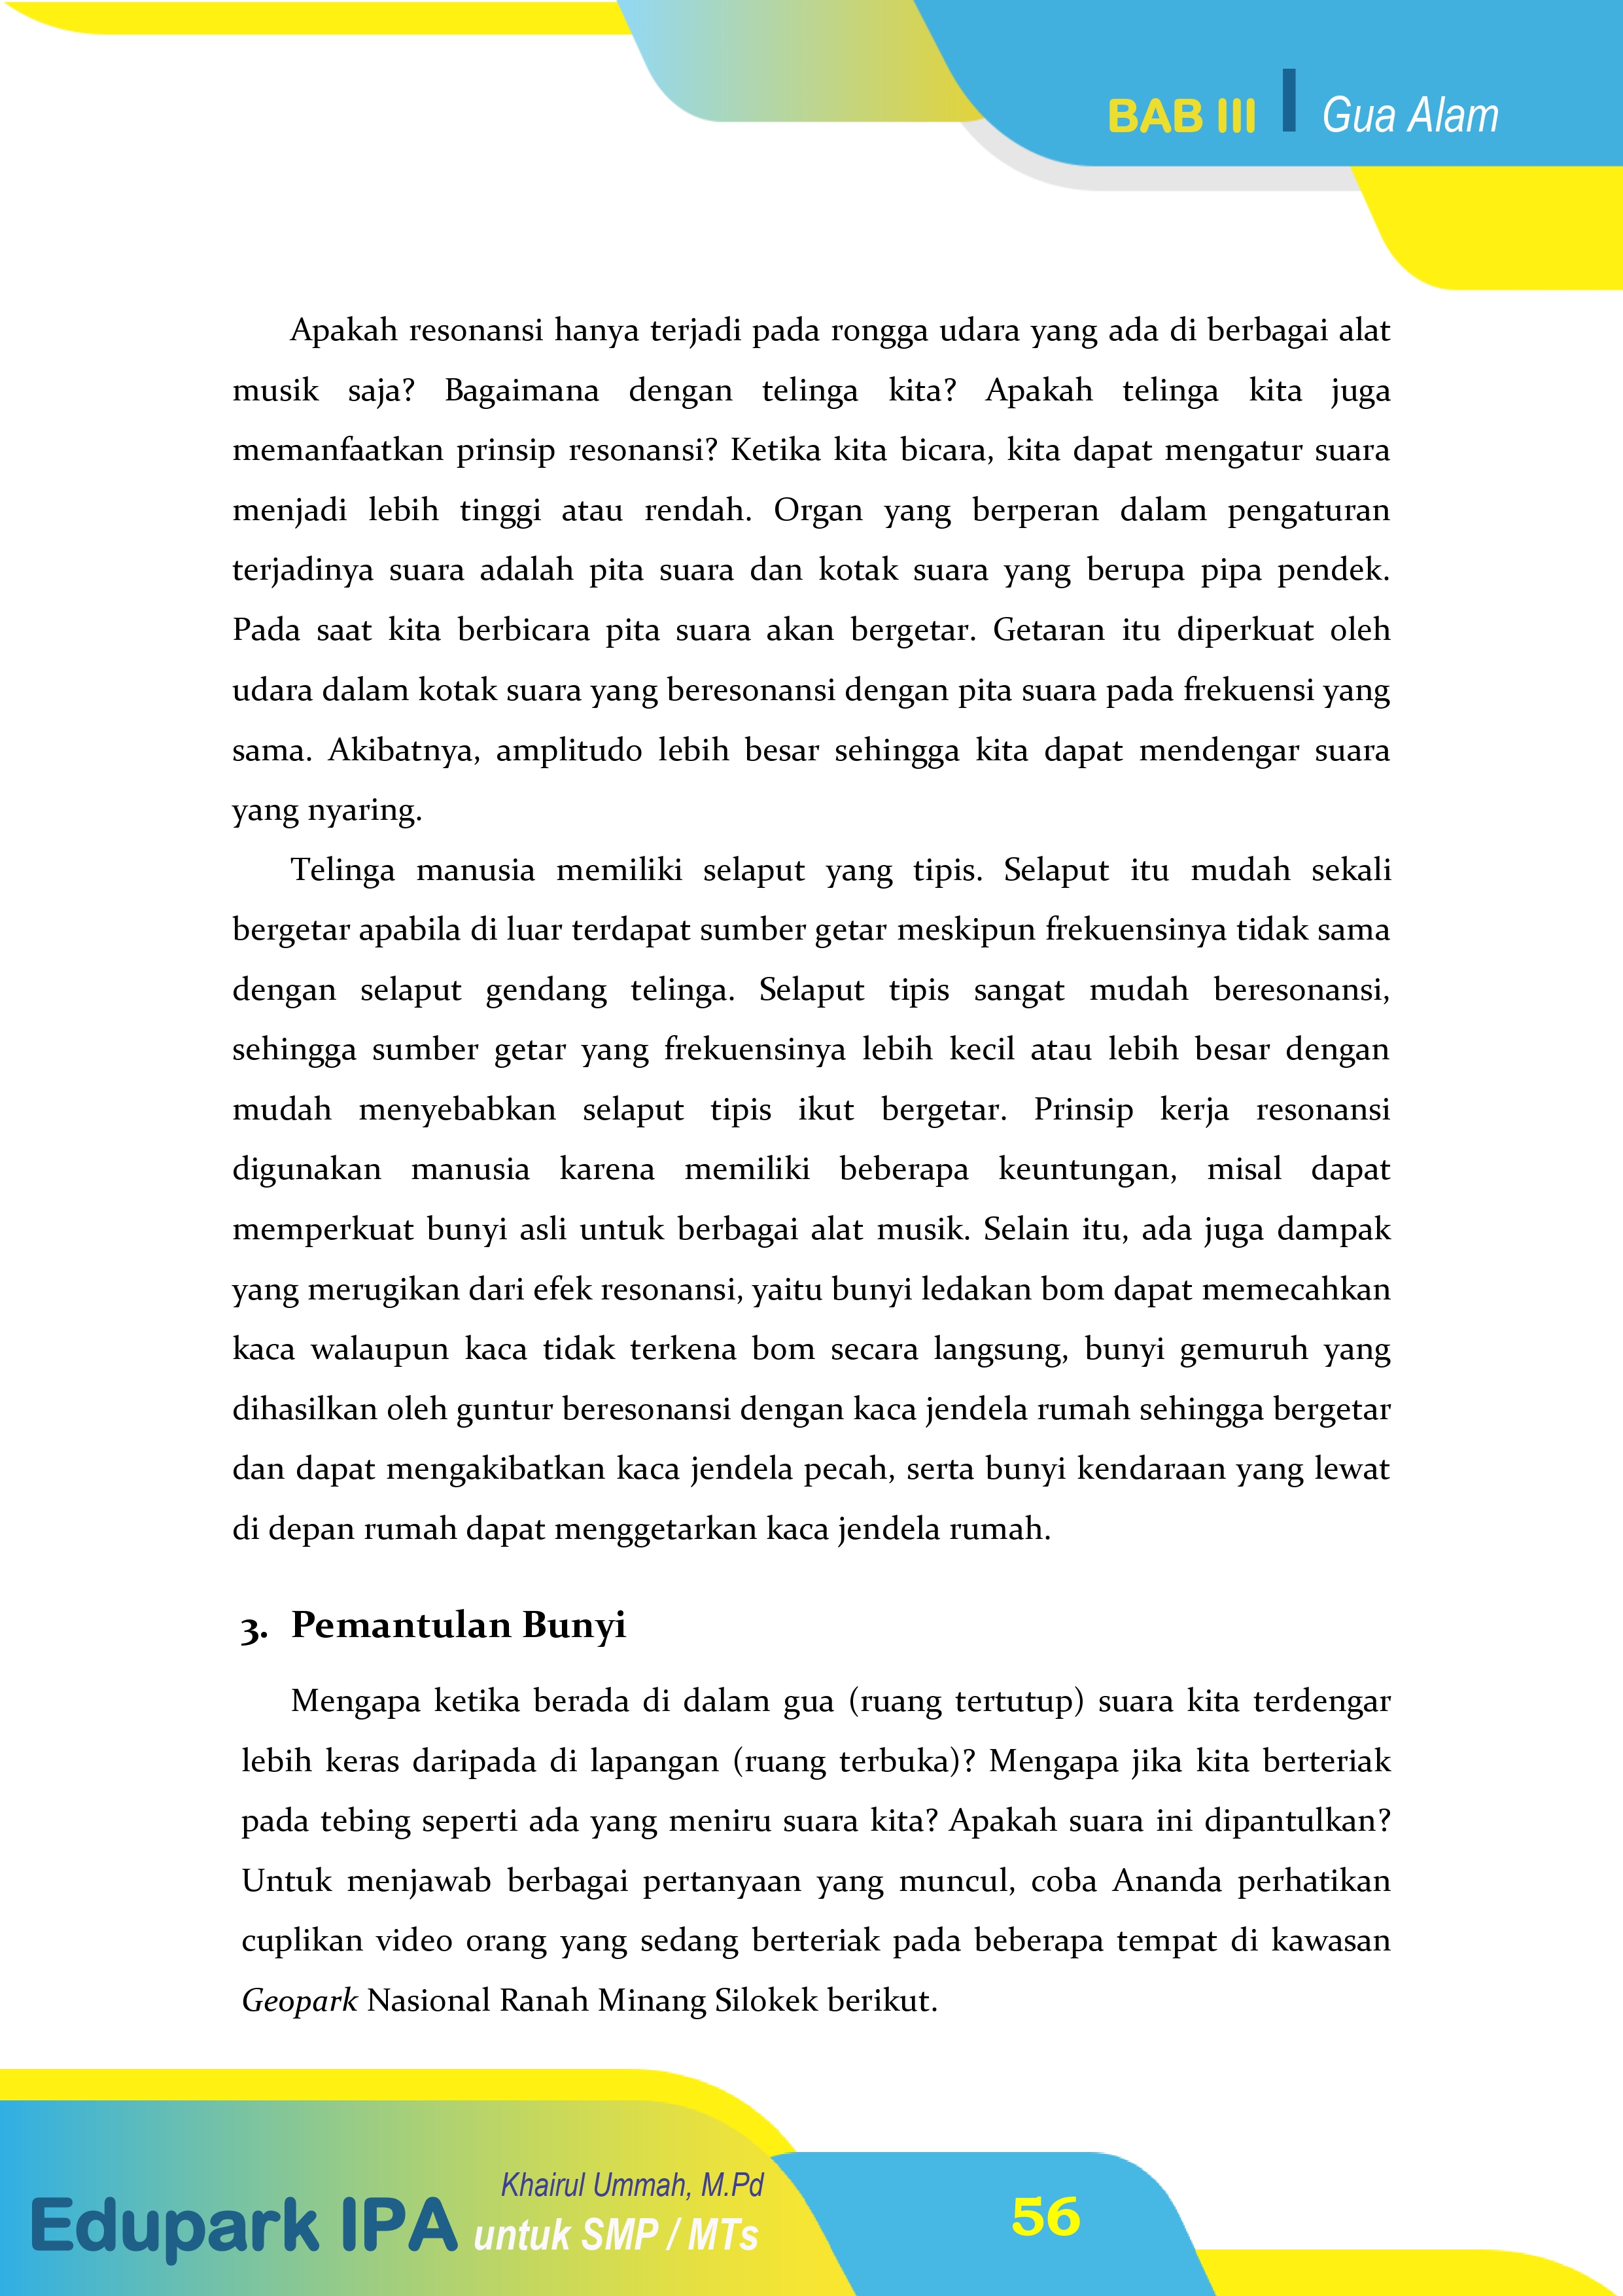 BAB III Gua Alam
Apakah resonansi hanya terjadi pada rongga udara yang ada di berbagai alat
musik saja? Bagaimana dengan telinga kita? Apakah telinga kita juga
memanfaatkan prinsip resonansi? Ketika kita bicara, kita dapat mengatur suara
menjadi lebih tinggi atau rendah. Organ yang berperan dalam pengaturan
terjadinya suara adalah pita suara dan kotak suara yang berupa pipa pendek.
Pada saat kita berbicara pita suara akan bergetar. Getaran itu diperkuat oleh
udara dalam kotak suara yang beresonansi dengan pita suara pada frekuensi yang
sama. Akibatnya, amplitudo lebih besar sehingga kita dapat mendengar suara
yang nyaring.
Telinga manusia memiliki selaput yang tipis. Selaput itu mudah sekali
bergetar apabila di luar terdapat sumber getar meskipun frekuensinya tidak sama
dengan selaput gendang telinga. Selaput tipis sangat mudah beresonansi,
sehingga sumber getar yang frekuensinya lebih kecil atau lebih besar dengan
mudah menyebabkan selaput tipis ikut bergetar. Prinsip kerja resonansi
digunakan manusia karena memiliki beberapa keuntungan, misal dapat
memperkuat bunyi asli untuk berbagai alat musik. Selain itu, ada juga dampak
yang merugikan dari efek resonansi, yaitu bunyi ledakan bom dapat memecahkan
kaca walaupun kaca tidak terkena bom secara langsung, bunyi gemuruh yang
dihasilkan oleh guntur beresonansi dengan kaca jendela rumah sehingga bergetar
dan dapat mengakibatkan kaca jendela pecah, serta bunyi kendaraan yang lewat
di depan rumah dapat menggetarkan kaca jendela rumah.
3. Pemantulan Bunyi
Mengapa ketika berada di dalam gua (ruang tertutup) suara kita terdengar
lebih keras daripada di lapangan (ruang terbuka)? Mengapa jika kita berteriak
pada tebing seperti ada yang meniru suara kita? Apakah suara ini dipantulkan?
Untuk menjawab berbagai pertanyaan yang muncul, coba Ananda perhatikan
cuplikan video orang yang sedang berteriak pada beberapa tempat di kawasan
Geopark Nasional Ranah Minang Silokek berikut.
Khairul Ummah, M.Pd
Edupark IPA untuk SMP / MTs
56